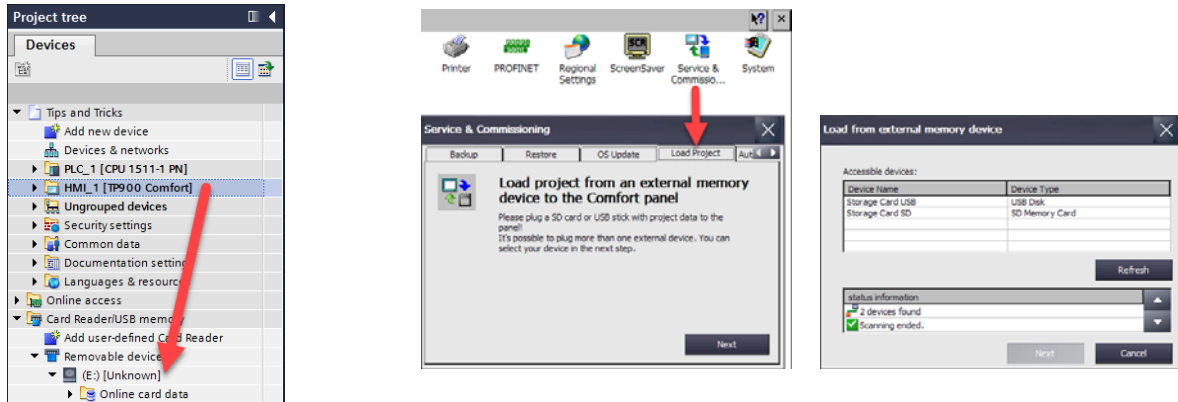 Project tree
Devices
Tips and Tricks
Add new device
Devices & networks
PLC_1 [CPU 1511-1 PN]
HMI_1 [TP900 Comfort]
Ungrouped devices
Security settings
Common data
Documentation setting
Languages & resourc
Online access
Card Reader/USB memory
Add user-defined Card Reader
Removable device
(E:) [Unknown]
Online card data
Printer
PROFINET
Regional
Settings
SCR
ScreenSaver
Service &
Commissio...
System
Service & Commissioning
Backup
Restore
OS Update
Load Project
Aut
Load project from an external memory
device to the Comfort panel
Please plug a SD card or USB stick with project data to the
panel!
It's possible to plug more than one external device. You can
select your device in the next step.
Next
Load from external memory device
Accessible devices:
Device Name Device Type
Storage Card USB USB Disk
Storage Card SD SD Memory Card
Refresh
status information
2 devices found
Scanning ended.
Next Cancel